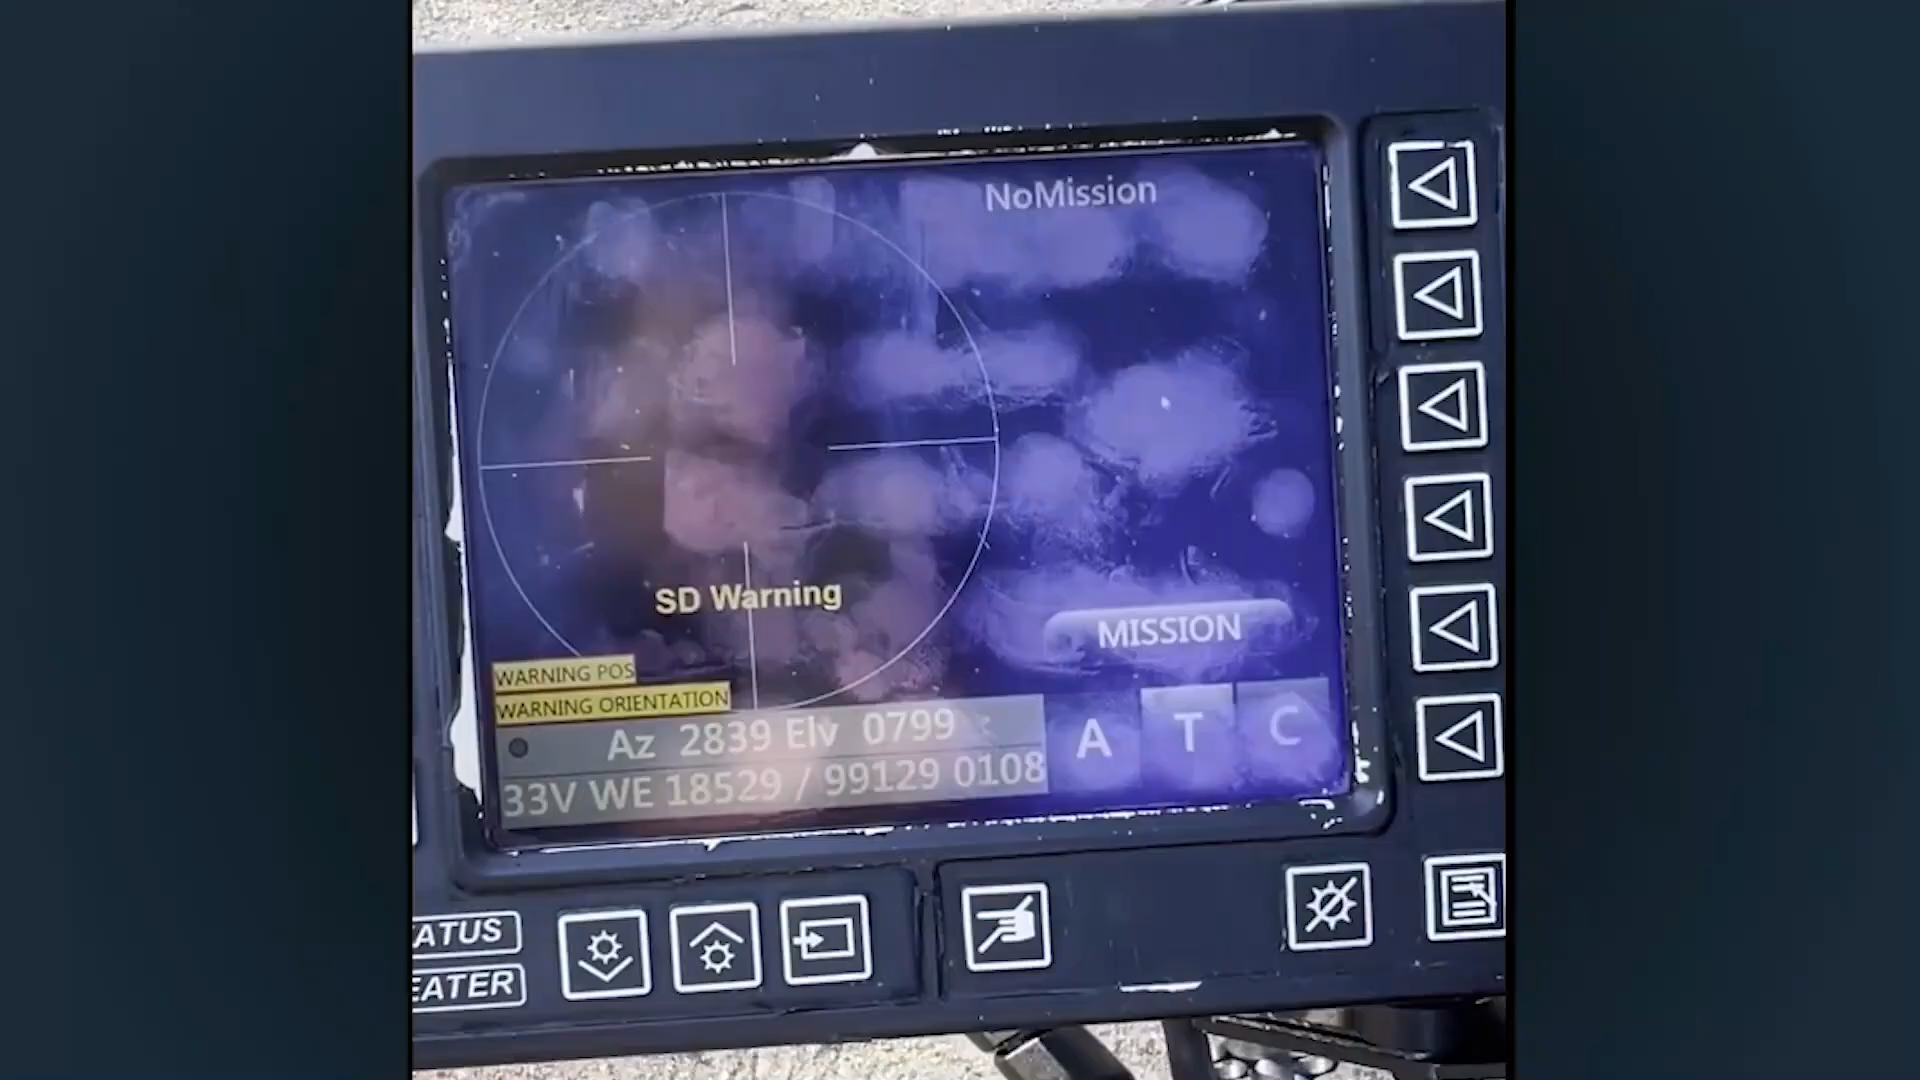 NoMission
SD Warning
MISSION
WARNING POS
WARNING ORIENTATION
Az 2839 Elv 0799
33V WE 18529 / 99129 0108
A T C
ATUS
EATER